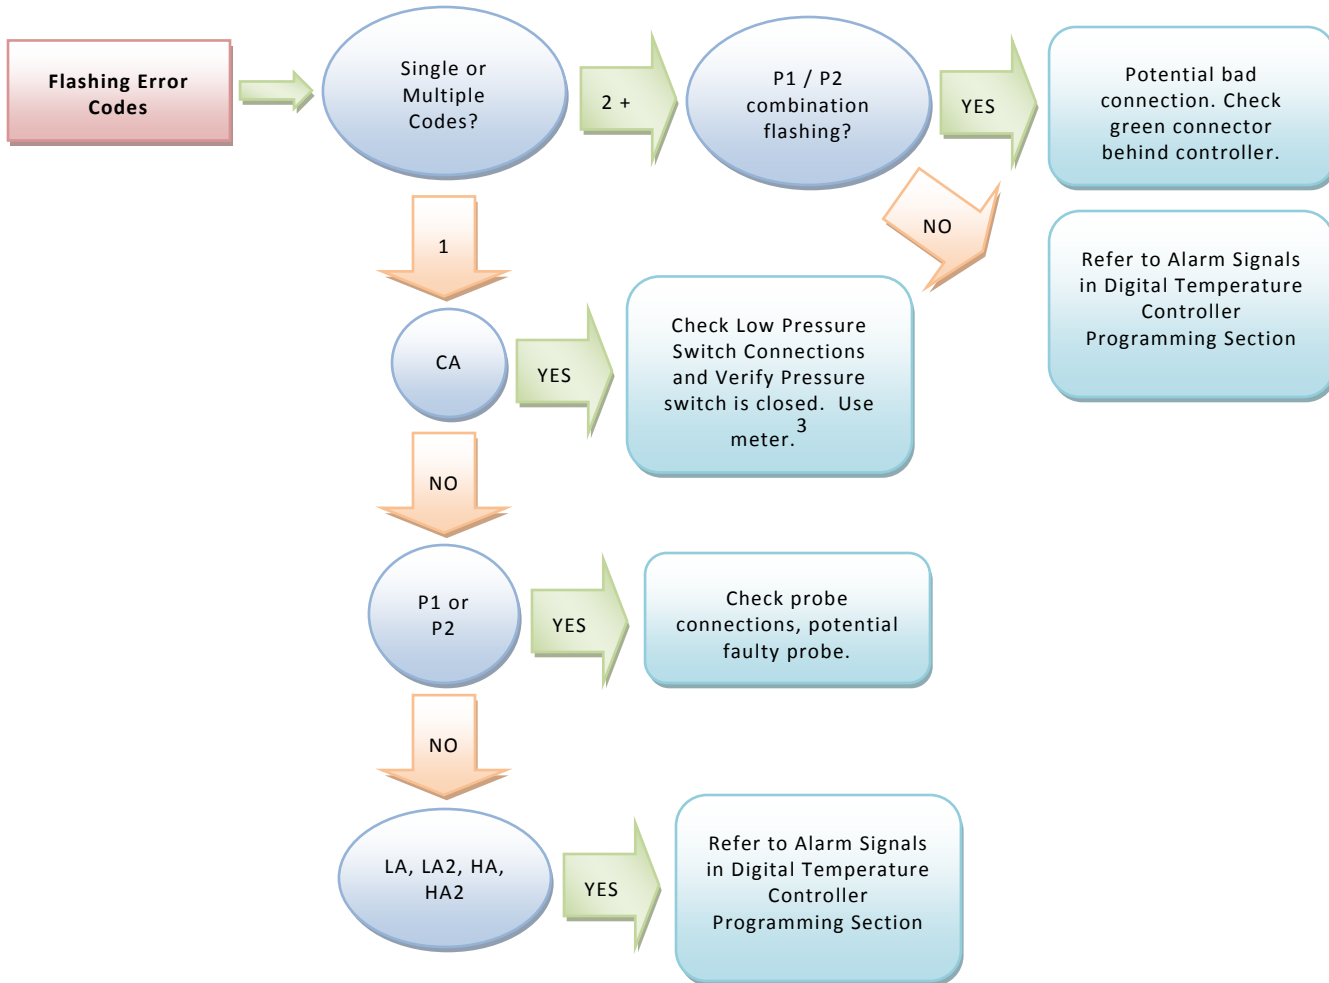 Flashing Error
Codes
Single or
Multiple
Codes?
2 +
P1 / P2
combination
flashing?
YES
Potential bad
connection. Check
green connector
behind controller.
NO
Refer to Alarm Signals
in Digital Temperature
Controller
Programming Section
1
CA
YES
Check Low Pressure
Switch Connections
and Verify Pressure
switch is closed.  Use
meter.3
NO
P1 or
P2
YES
Check probe
connections, potential
faulty probe.
NO
LA, LA2, HA,
HA2
YES
Refer to Alarm Signals
in Digital Temperature
Controller
Programming Section